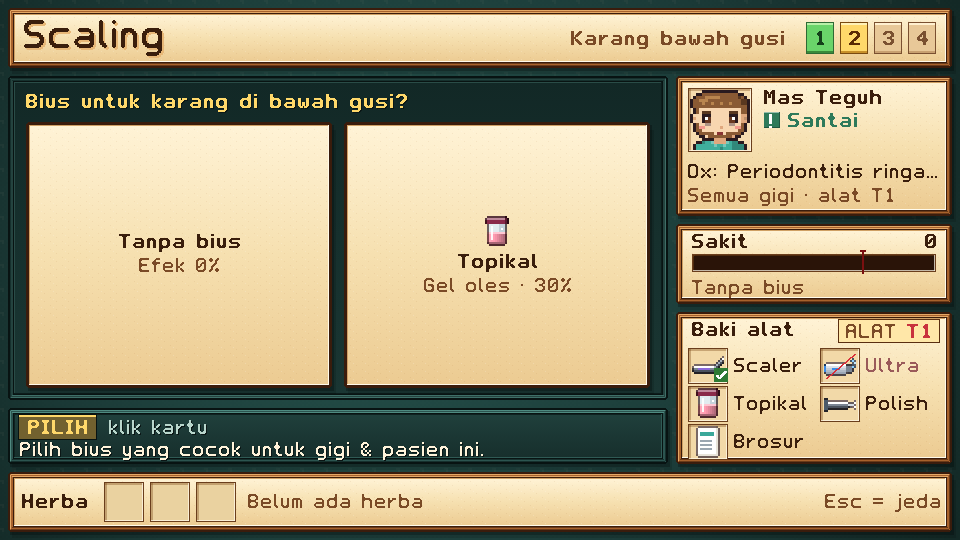 Scaling
Karang bawah gusi 1 2 3 4
Bius untuk karang di bawah gusi?
Tanpa bius
Efek 0%
Topikal
Gel oles · 30%
PILIH klik kartu
Pilih bius yang cocok untuk gigi & pasien ini.
Mas Teguh
Santai
Dx: Periodontitis ringa…
Semua gigi · alat T1
Sakit 0
Tanpa bius
Baki alat ALAT T1
Scaler Ultra
Topikal Polish
Brosur
Herba Belum ada herba Esc = jeda